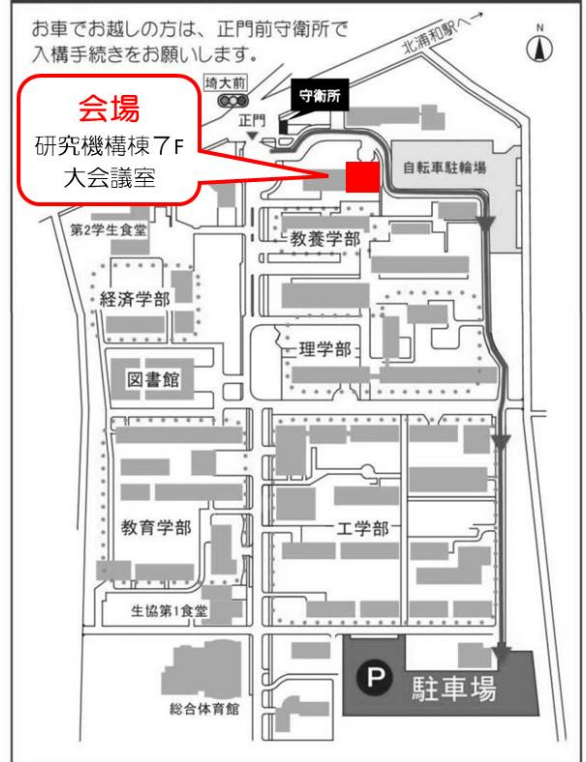 お車でお越しの方は、正門前守衛所で
入構手続きをお願いします。
北浦和駅へ→
N
埼大前
守衛所
正門
会場
研究機構棟7F
大会議室
自転車駐輪場
第2学生食堂
教養学部
経済学部
理学部
図書館
教育学部
工学部
生協第1食堂
P
駐車場
総合体育館